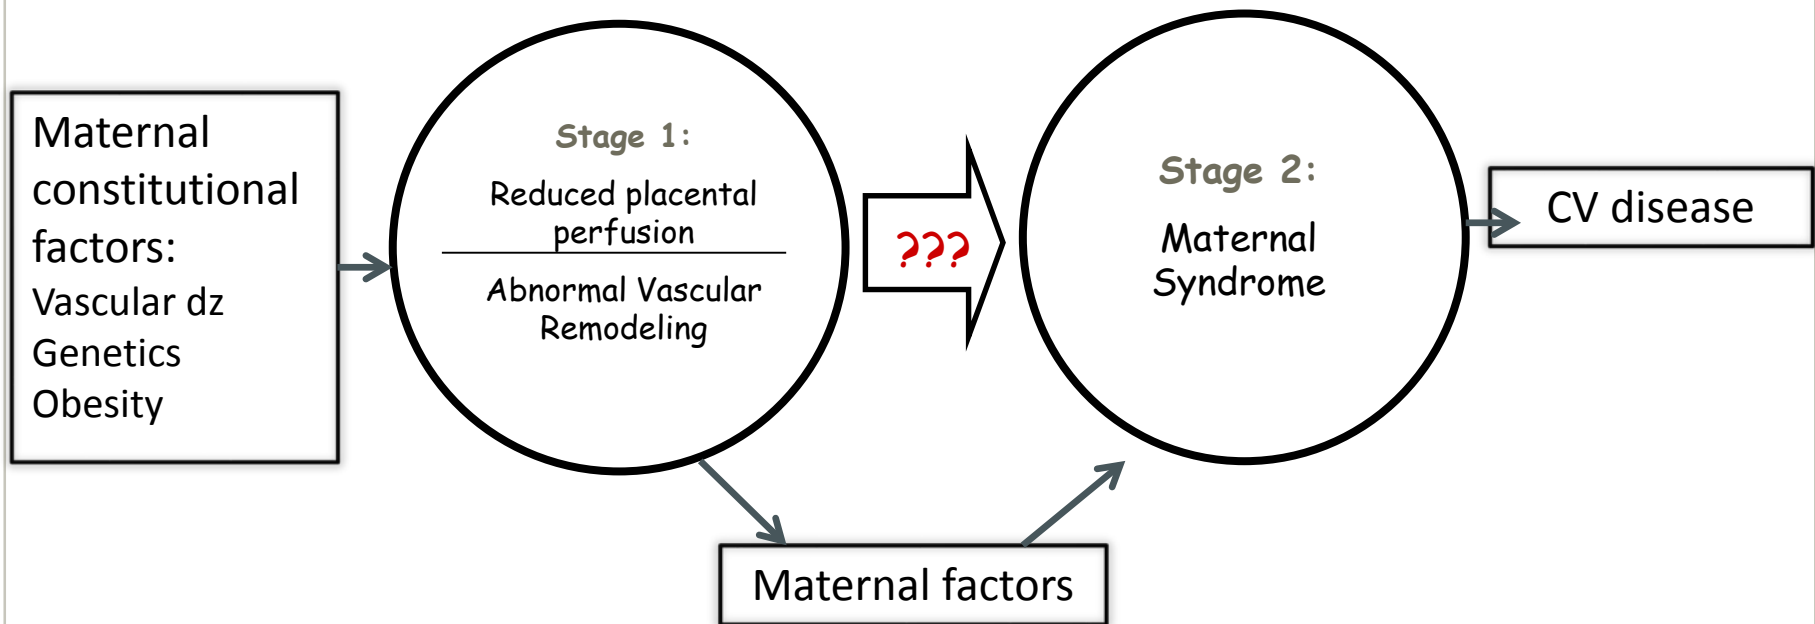 Maternal
constitutional
factors:
Vascular dz
Genetics
Obesity
Stage 1:
Reduced placental
perfusion
Abnormal Vascular
Remodeling
???
Stage 2:
Maternal
Syndrome
CV disease
Maternal factors